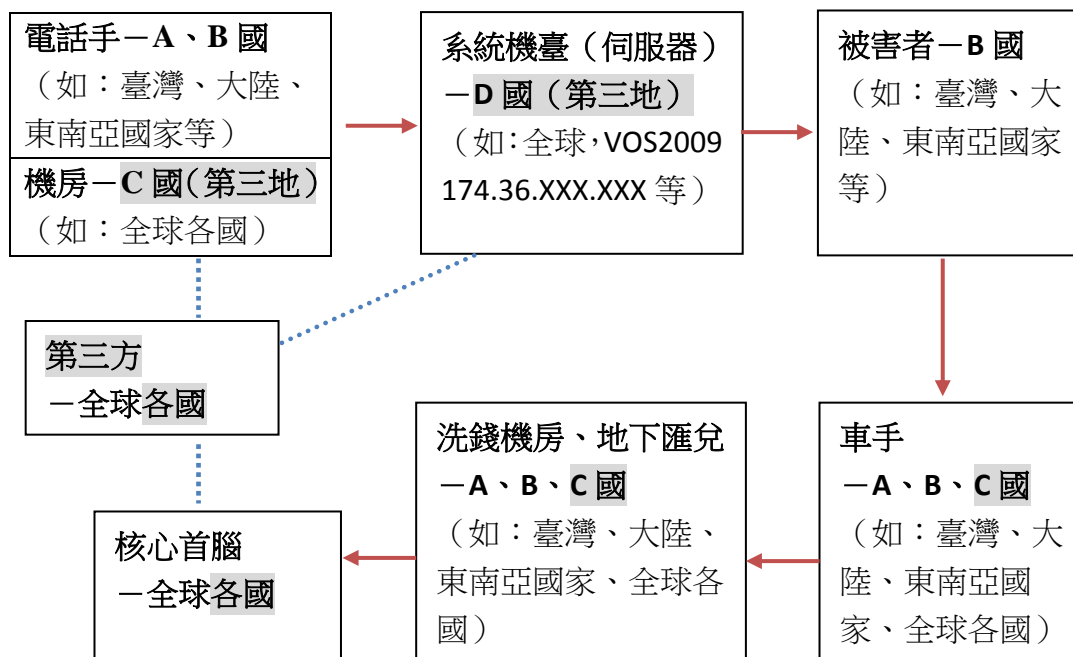 電話手－A、B 國
（如：臺灣、大陸、
東南亞國家等）
機房－C 國（第三地）
（如：全球各國）
系統機臺（伺服器）
－D 國（第三地）
（如：全球，VOS2009
174.36.XXX.XXX 等）
被害者－B 國
（如：臺灣、大
陸、東南亞國家
等）
第三方
－全球各國
核心首腦
－全球各國
洗錢機房、地下匯兌
－A、B、C 國
（如：臺灣、大陸、
東南亞國家、全球各
國）
車手
－A、B、C 國
（如：臺灣、大
陸、東南亞國
家、全球各國）